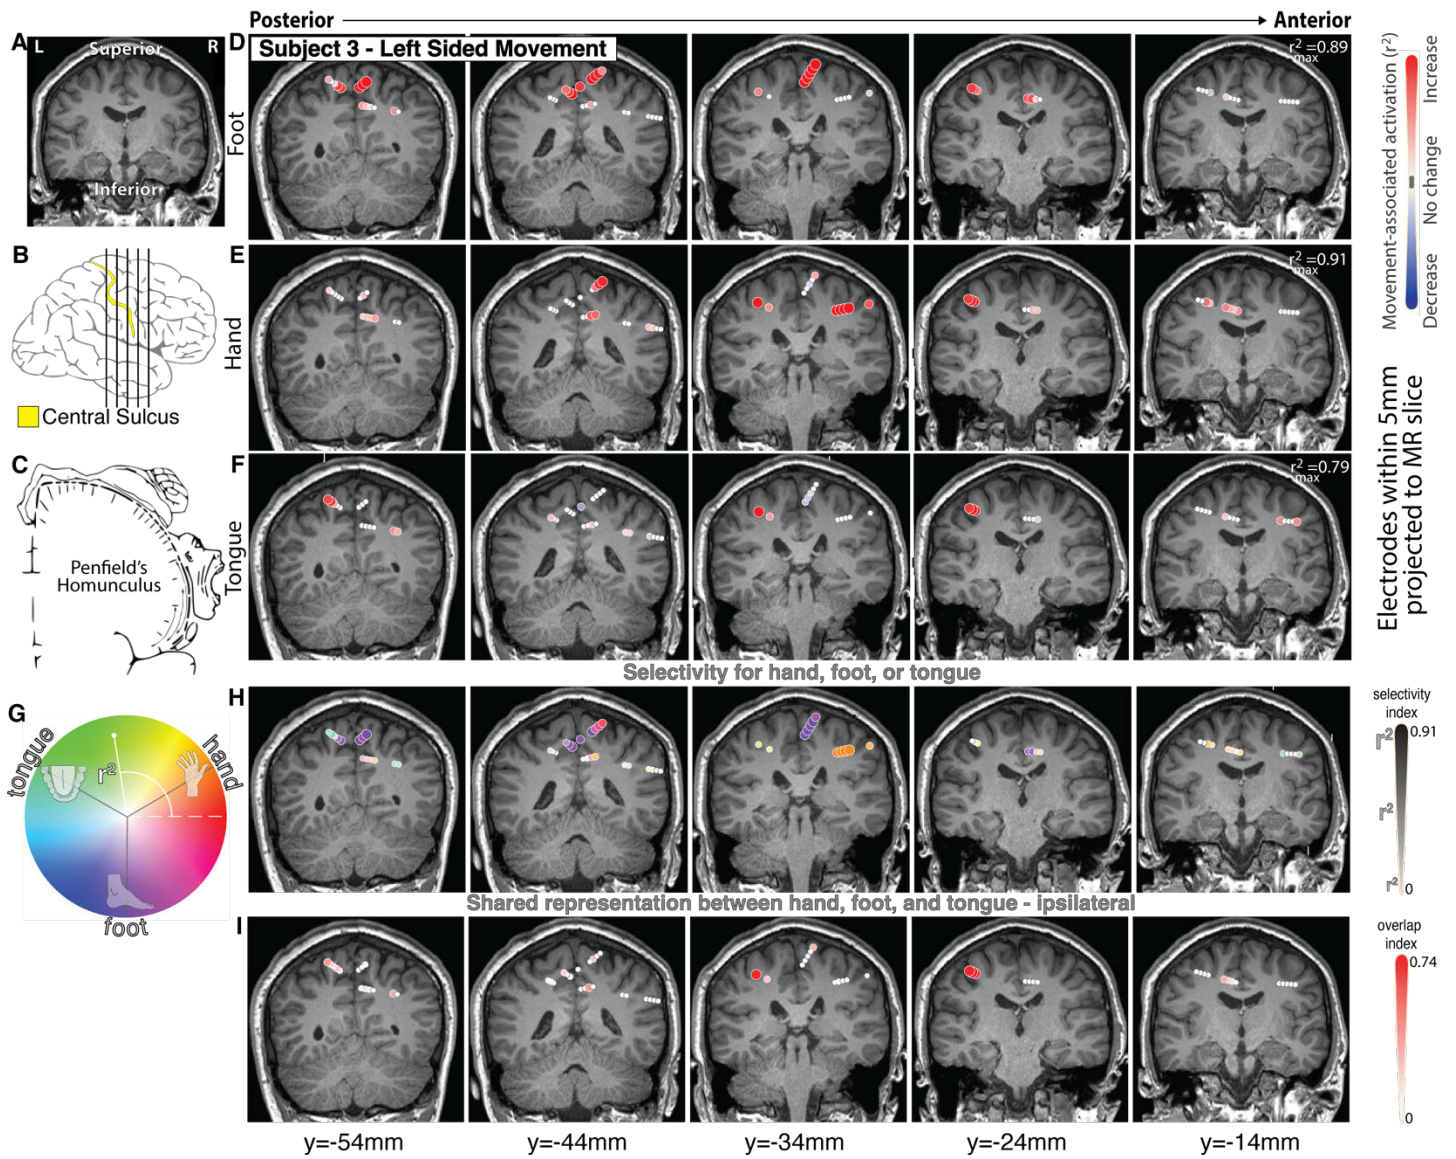 Posterior
Anterior
A
L
Superior
R
Inferior
D
Subject 3 - Left Sided Movement
r²max=0.89
Foot
B
Central Sulcus
E
r²max=0.91
Hand
C
Penfield's
Homunculus
F
r²max=0.79
Tongue
Movement-associated activation (r²)
Decrease
No change
Increase
Electrodes within 5mm
projected to MR slice
Selectivity for hand, foot, or tongue
G
tongue
hand
foot
r²
H
selectivity
index
r²
0.91
r²
r²
0
Shared representation between hand, foot, and tongue - ipsilateral
I
overlap
index
0.74
0
y=-54mm
y=-44mm
y=-34mm
y=-24mm
y=-14mm